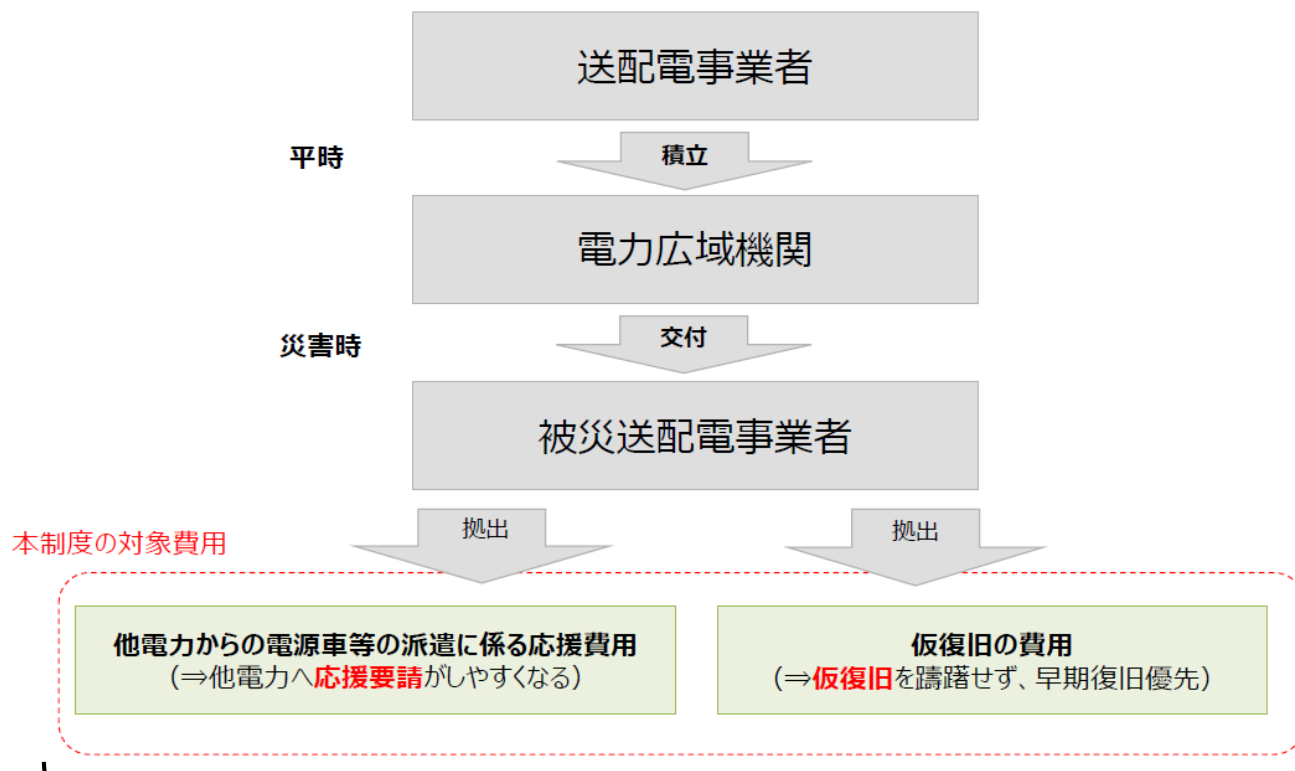 送配電事業者
平時
積立
電力広域機関
災害時
交付
被災送配電事業者
本制度の対象費用
拠出
拠出
他電力からの電源車等の派遣に係る応援費用
(⇒他電力へ応援要請がしやすくなる)
仮復旧の費用
(⇒仮復旧を躊躇せず、早期復旧優先)